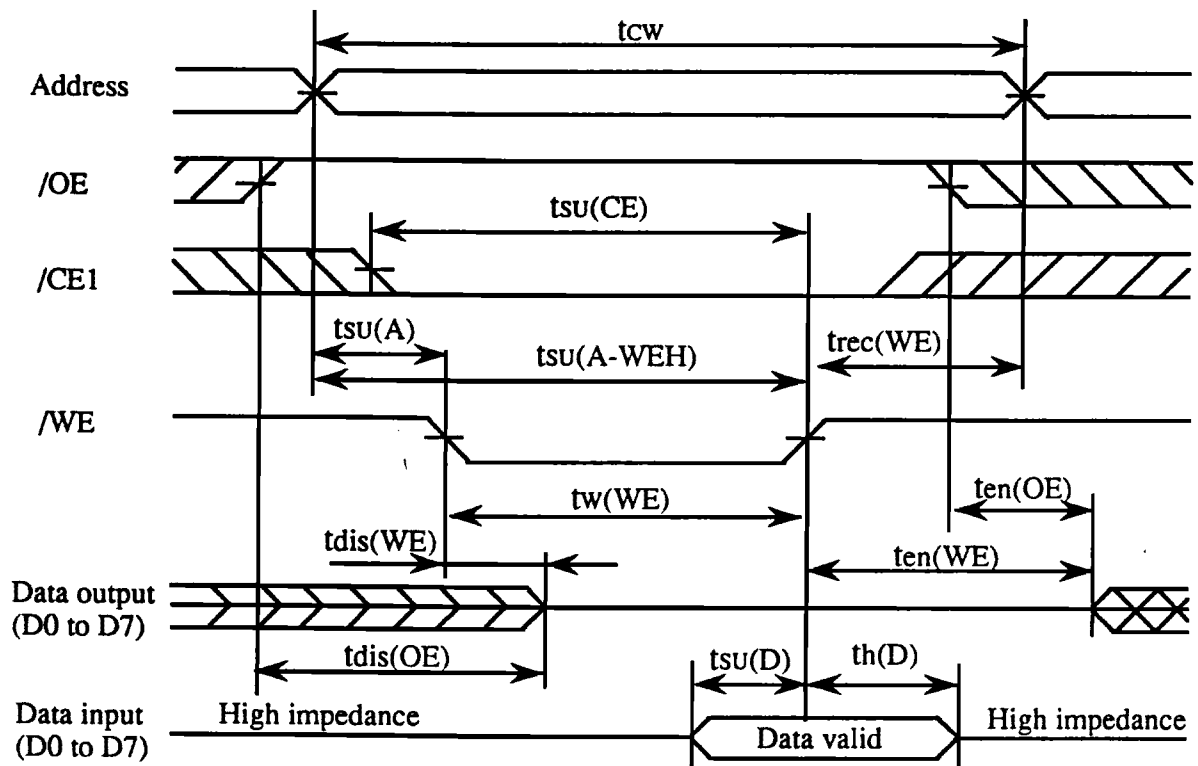 tCW
Address
/OE
tSU(CE)
/CE1
tSU(A)
trec(WE)
tSU(A-WEH)
/WE
ten(OE)
tw(WE)
tdis(WE)
ten(WE)
Data output
(D0 to D7)
tdis(OE)
tSU(D)
th(D)
Data input
(D0 to D7)
High impedance
Data valid
High impedance